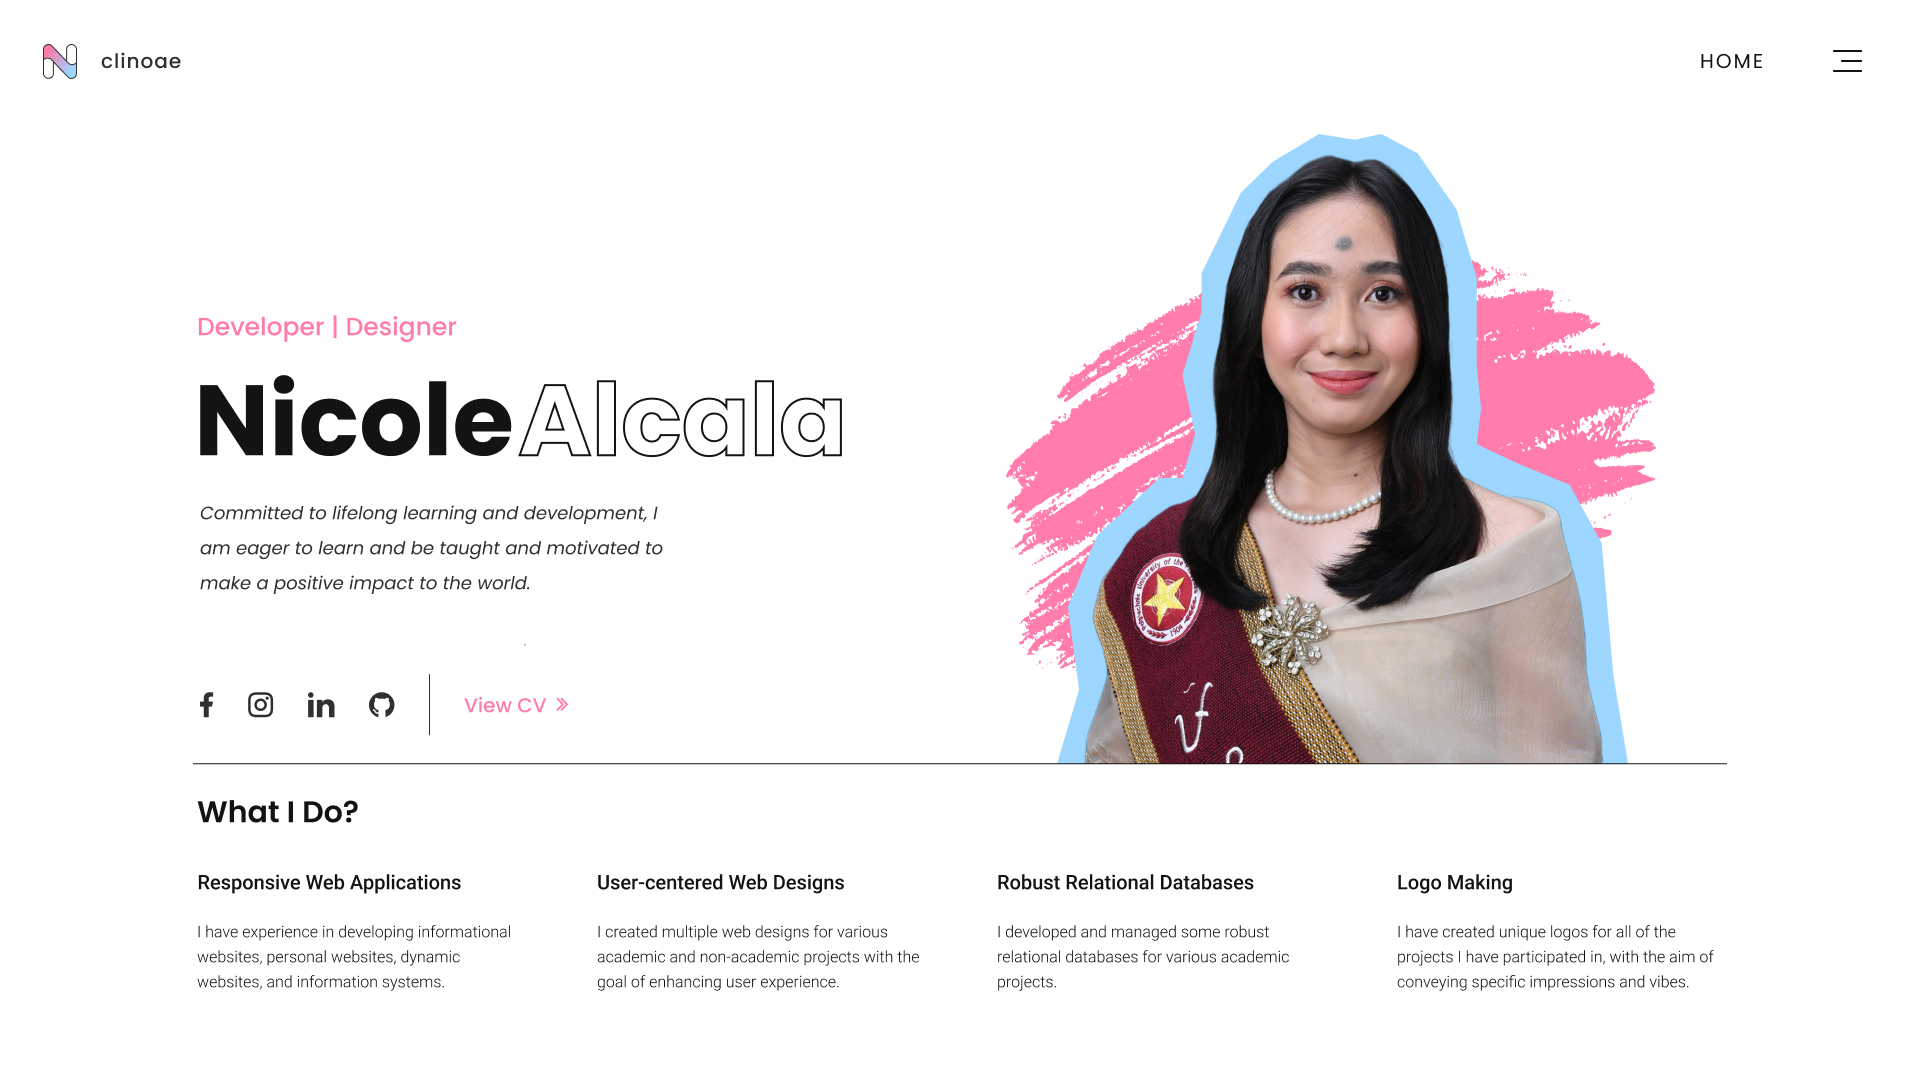 clinoae
HOME
Developer | Designer
Nicole Alcala
Committed to lifelong learning and development, I
am eager to learn and be taught and motivated to
make a positive impact to the world.
View CV
University of the
1904
What I Do?
Responsive Web Applications
I have experience in developing informational
websites, personal websites, dynamic
websites, and information systems.
User-centered Web Designs
I created multiple web designs for various
academic and non-academic projects with the
goal of enhancing user experience.
Robust Relational Databases
I developed and managed some robust
relational databases for various academic
projects.
Logo Making
I have created unique logos for all of the
projects I have participated in, with the aim of
conveying specific impressions and vibes.